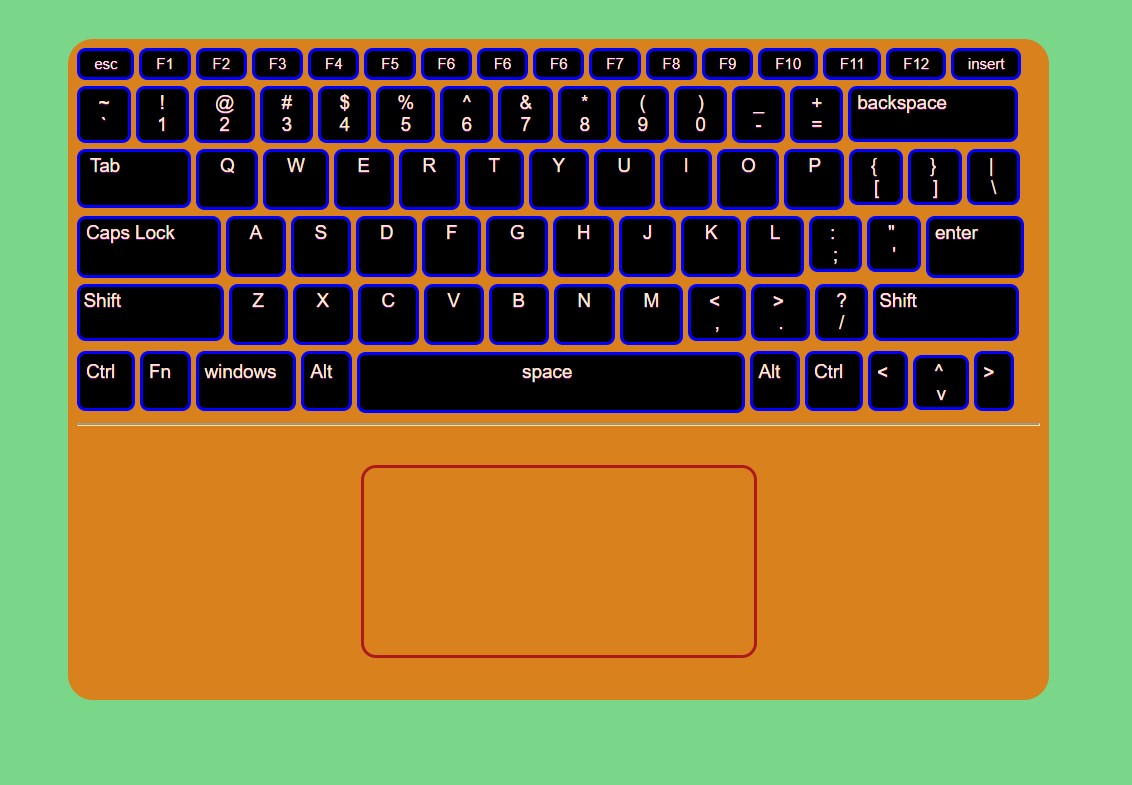 esc F1 F2 F3 F4 F5 F6 F6 F6 F7 F8 F9 F10 F11 F12 insert
~ ! @ # $ % ^ & * ( ) _ + backspace
` 1 2 3 4 5 6 7 8 9 0 - =
Tab Q W E R T Y U I O P { } |
[ ] \
Caps Lock A S D F G H J K L : " enter
; '
Shift Z X C V B N M < > ? Shift
, . /
Ctrl Fn windows Alt space Alt Ctrl < ^ >
v